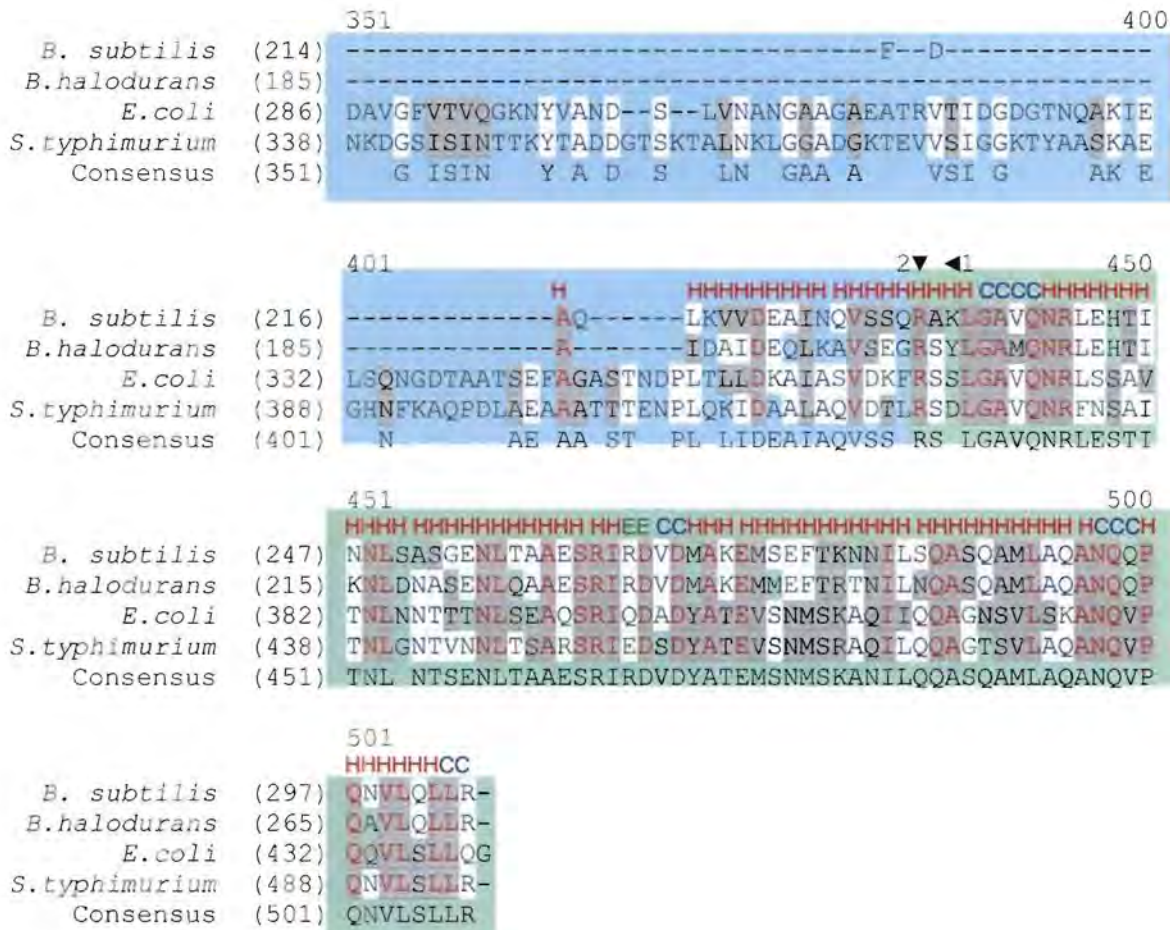 351 400
B. subtilis (214) ---------------------------------F--D-------------
B.halodurans (185) --------------------------------------------------
E.coli (286) DAVGFVTVQGKNYVAND--S--LVNANGAAGAEATRVTIDGDGTNQAKIE
S.typhimurium (338) NKDGSISINTTKYTADDGTSKTALNKLGGADGKTEVVSIGGKTYAASKAE
Consensus (351) G ISIN Y A D S LN GAA A VSIG AK E
401 2▼ ◀1 450
H HHHHHHHHH HHHHHHHHH CCCCHHHHHHH
B. subtilis (216) -------------AQ------LKVVDEAINQVSSQRAKLGAVQNRLEHTI
B.halodurans (185) -------------A-------IDAIDEQLKAVSEGRSYLGAMQNRLEHTI
E.coli (332) LSQNGDTAATSEFAGASTNDPLTLLDKAIASVDKFRSSLGAVQNRLSSAV
S.typhimurium (388) GHNFKAQPDLAEAAATTTENPLQKIDAALAQVDTLRSDLGAVQNRFNSAI
Consensus (401) N AE AA ST PL LIDEAIAQVSS RS LGAVQNRLESTI
451 500
HHHH HHHHHHHHHHH HHEE CCHHH HHHHHHHHHH HHHHHHHHHH HCCCH
B. subtilis (247) NNLSASGENLTAAESRIRDVDMAKEMSEFTKNNILSQASQAMLAQANQQP
B.halodurans (215) KNLDNASENLQAAESRIRDVDMAKEMMEFTRTNILNQASQAMLAQANQQP
E.coli (382) TNLNNTTTNLSEAQSRIQDADYATEVSNMSKAQIIQQAGNSVLSKANQVP
S.typhimurium (438) TNLGNTVNNLTSARSRIEDSDYATEVSNMSRAQILQQAGTSVLAQANQVP
Consensus (451) TNL NTSENLTAAESRIRDVDYATEMSNMSKANILQQASQAMLAQANQVP
501
HHHHHHCC
B. subtilis (297) QNVLQLLR-
B.halodurans (265) QAVLQLLR-
E.coli (432) QQVLSLLQG
S.typhimurium (488) QNVLSLLR-
Consensus (501) QNVLSLLR